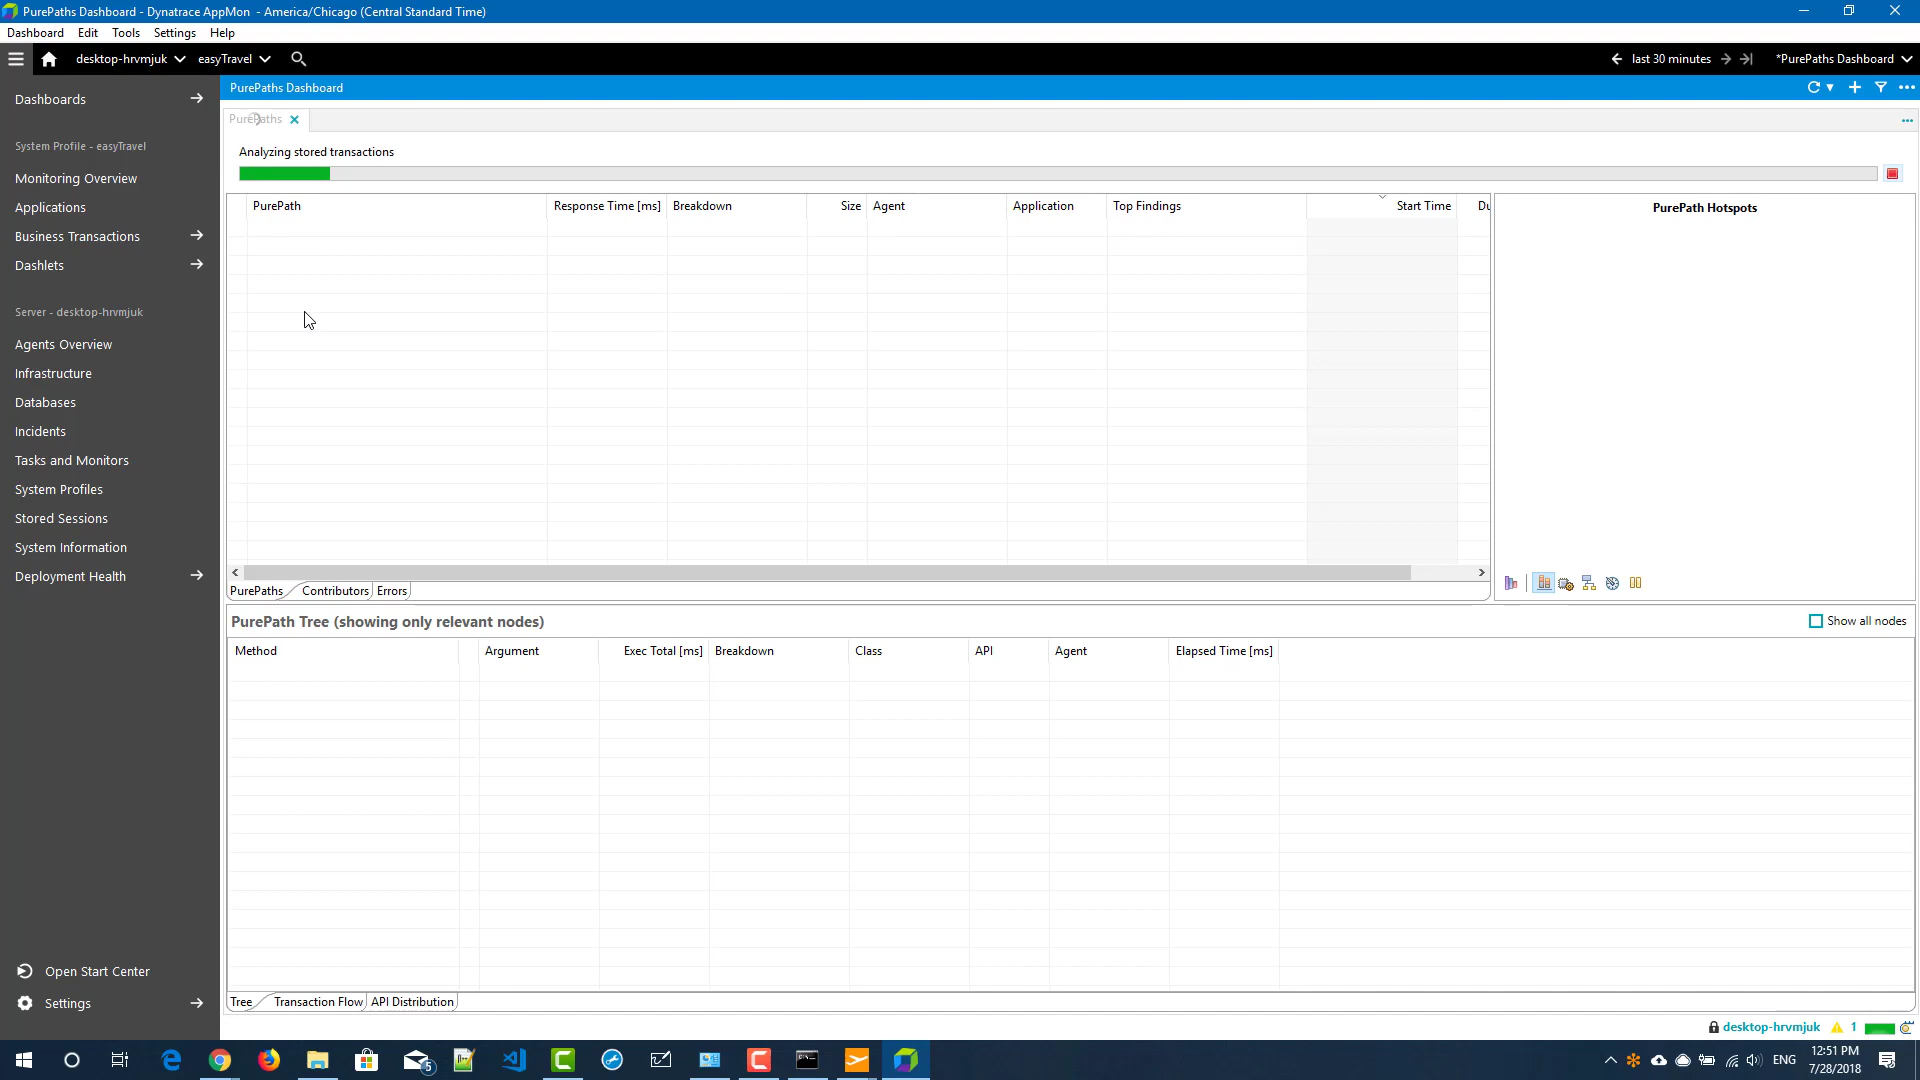 PurePaths Dashboard - Dynatrace AppMon - America/Chicago (Central Standard Time)
Dashboard Edit Tools Settings Help
desktop-hrvmjuk easyTravel last 30 minutes *PurePaths Dashboard
Dashboards
System Profile - easyTravel
Monitoring Overview
Applications
Business Transactions
Dashlets
Server - desktop-hrvmjuk
Agents Overview
Infrastructure
Databases
Incidents
Tasks and Monitors
System Profiles
Stored Sessions
System Information
Deployment Health
Open Start Center
Settings
PurePaths Dashboard
PurePaths
Analyzing stored transactions
PurePath Response Time [ms] Breakdown Size Agent Application Top Findings Start Time Du
PurePath Hotspots
PurePaths Contributors Errors
PurePath Tree (showing only relevant nodes)
Show all nodes
Method Argument Exec Total [ms] Breakdown Class API Agent Elapsed Time [ms]
Tree Transaction Flow API Distribution
desktop-hrvmjuk 1
5
ENG
12:51 PM
7/28/2018